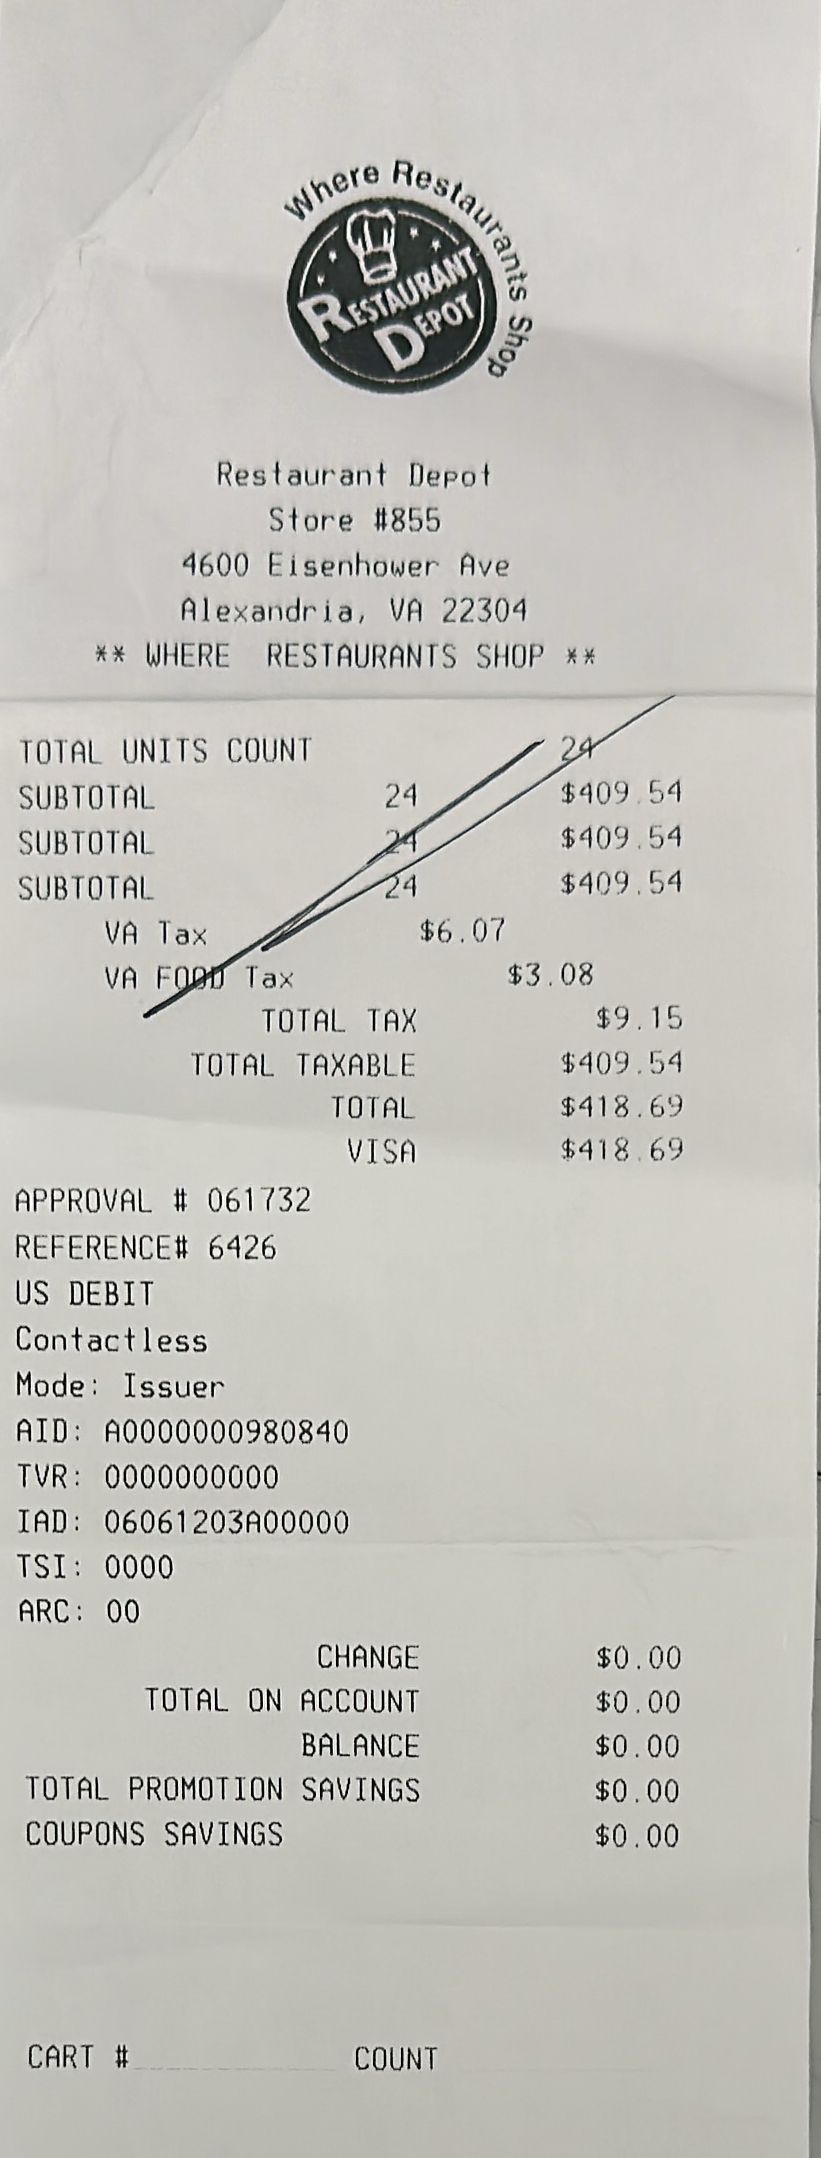 Where Restaurants Shop
RESTAURANT
DEPOT
Restaurant Depot
Store #855
4600 Eisenhower Ave
Alexandria, VA 22304
** WHERE RESTAURANTS SHOP **
TOTAL UNITS COUNT 24
SUBTOTAL 24 $409.54
SUBTOTAL 24 $409.54
SUBTOTAL 24 $409.54
VA Tax $6.07
VA FOOD Tax $3.08
TOTAL TAX $9.15
TOTAL TAXABLE $409.54
TOTAL $418.69
VISA $418.69
APPROVAL # 061732
REFERENCE# 6426
US DEBIT
Contactless
Mode: Issuer
AID: A0000000980840
TVR: 0000000000
IAD: 06061203A00000
TSI: 0000
ARC: 00
CHANGE $0.00
TOTAL ON ACCOUNT $0.00
BALANCE $0.00
TOTAL PROMOTION SAVINGS $0.00
COUPONS SAVINGS $0.00
CART # COUNT